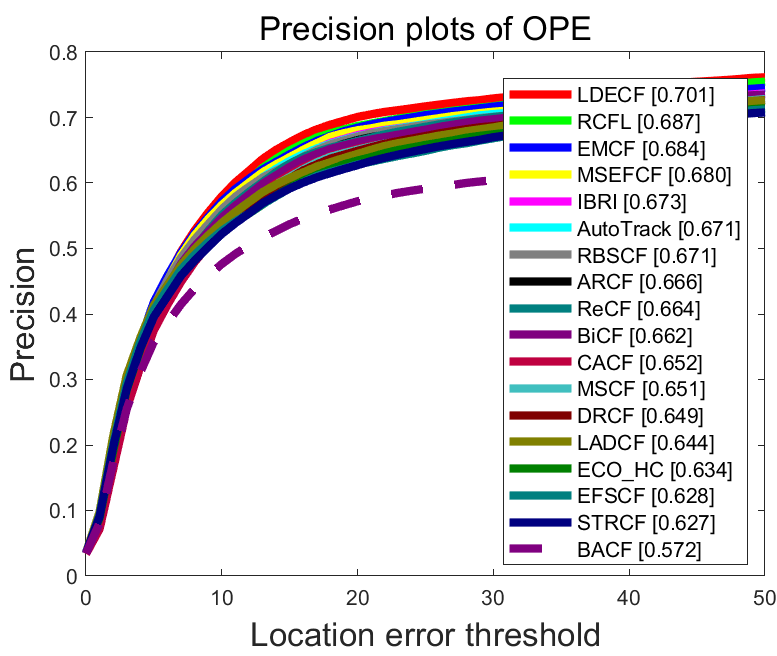 Precision plots of OPE
0.8
0.7
0.6
0.5
0.4
0.3
0.2
0.1
0
Precision
LDECF [0.701]
RCFL [0.687]
EMCF [0.684]
MSEFCF [0.680]
IBRI [0.673]
AutoTrack [0.671]
RBSCF [0.671]
ARCF [0.666]
ReCF [0.664]
BiCF [0.662]
CACF [0.652]
MSCF [0.651]
DRCF [0.649]
LADCF [0.644]
ECO_HC [0.634]
EFSCF [0.628]
STRCF [0.627]
BACF [0.572]
0 10 20 30 40 50
Location error threshold